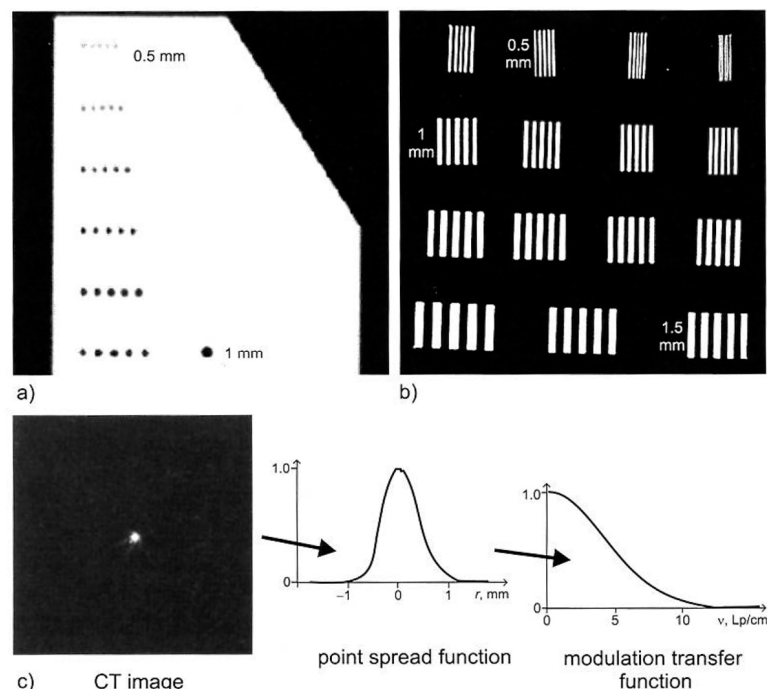 0.5 mm
1 mm
a)
0.5
mm
1
mm
1.5
mm
b)
c)
CT image
1.0
0
−1
0
1
r, mm
point spread function
1.0
0
0
5
10
ν, Lp/cm
modulation transfer
function